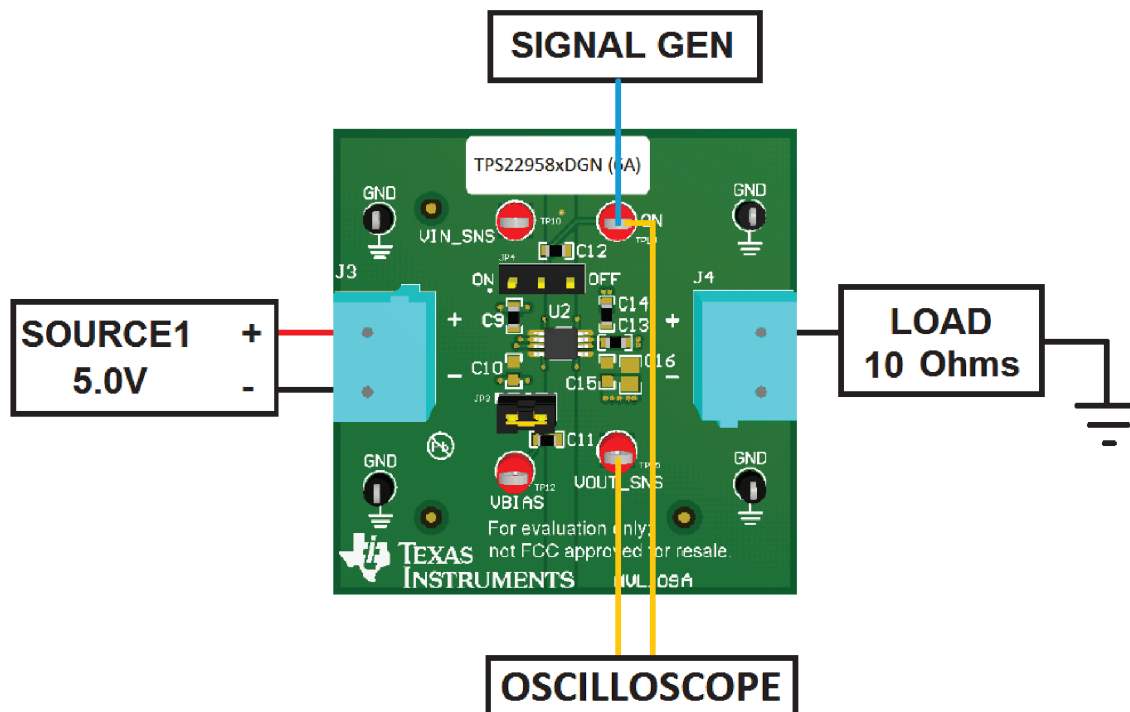 SIGNAL GEN
TPS22958xDGN (6A)
GND
GND
VIN_SNS
TP10
ON
JP4
C12
ON
OFF
J3
J4
U2
C9
C14
C13
+
+
C10
C15
C16
-
-
SOURCE1 +
5.0V -
LOAD
10 Ohms
JP3
C11
Pb
GND
GND
TP12
VBIAS
VOUT_SNS
For evaluation only;
not FCC approved for resale.
TEXAS
INSTRUMENTS
OSCILLOSCOPE